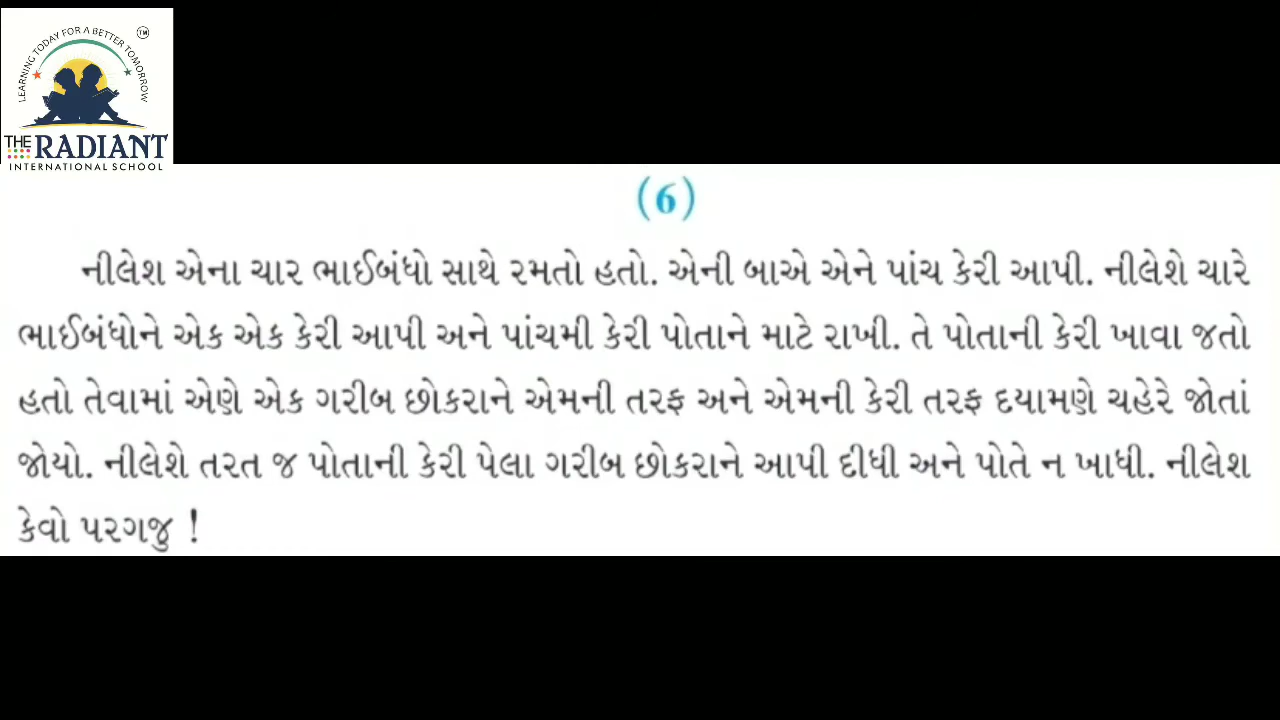 LEARNING TODAY FOR A BETTER TOMORROW
TM
THE RADIANT
INTERNATIONAL SCHOOL
(6)
નીલેશ એના ચાર ભાઈબંધો સાથે રમતો હતો. એની બાએ એને પાંચ કેરી આપી. નીલેશે ચારે
ભાઈબંધોને એક એક કેરી આપી અને પાંચમી કેરી પોતાને માટે રાખી. તે પોતાની કેરી ખાવા જતો
હતો તેવામાં એણે એક ગરીબ છોકરાને એમની તરફ અને એમની કેરી તરફ દયામણે ચહેરે જોતાં
જોયો. નીલેશે તરત જ પોતાની કેરી પેલા ગરીબ છોકરાને આપી દીધી અને પોતે ન ખાધી. નીલેશ
કેવો પરગજુ !